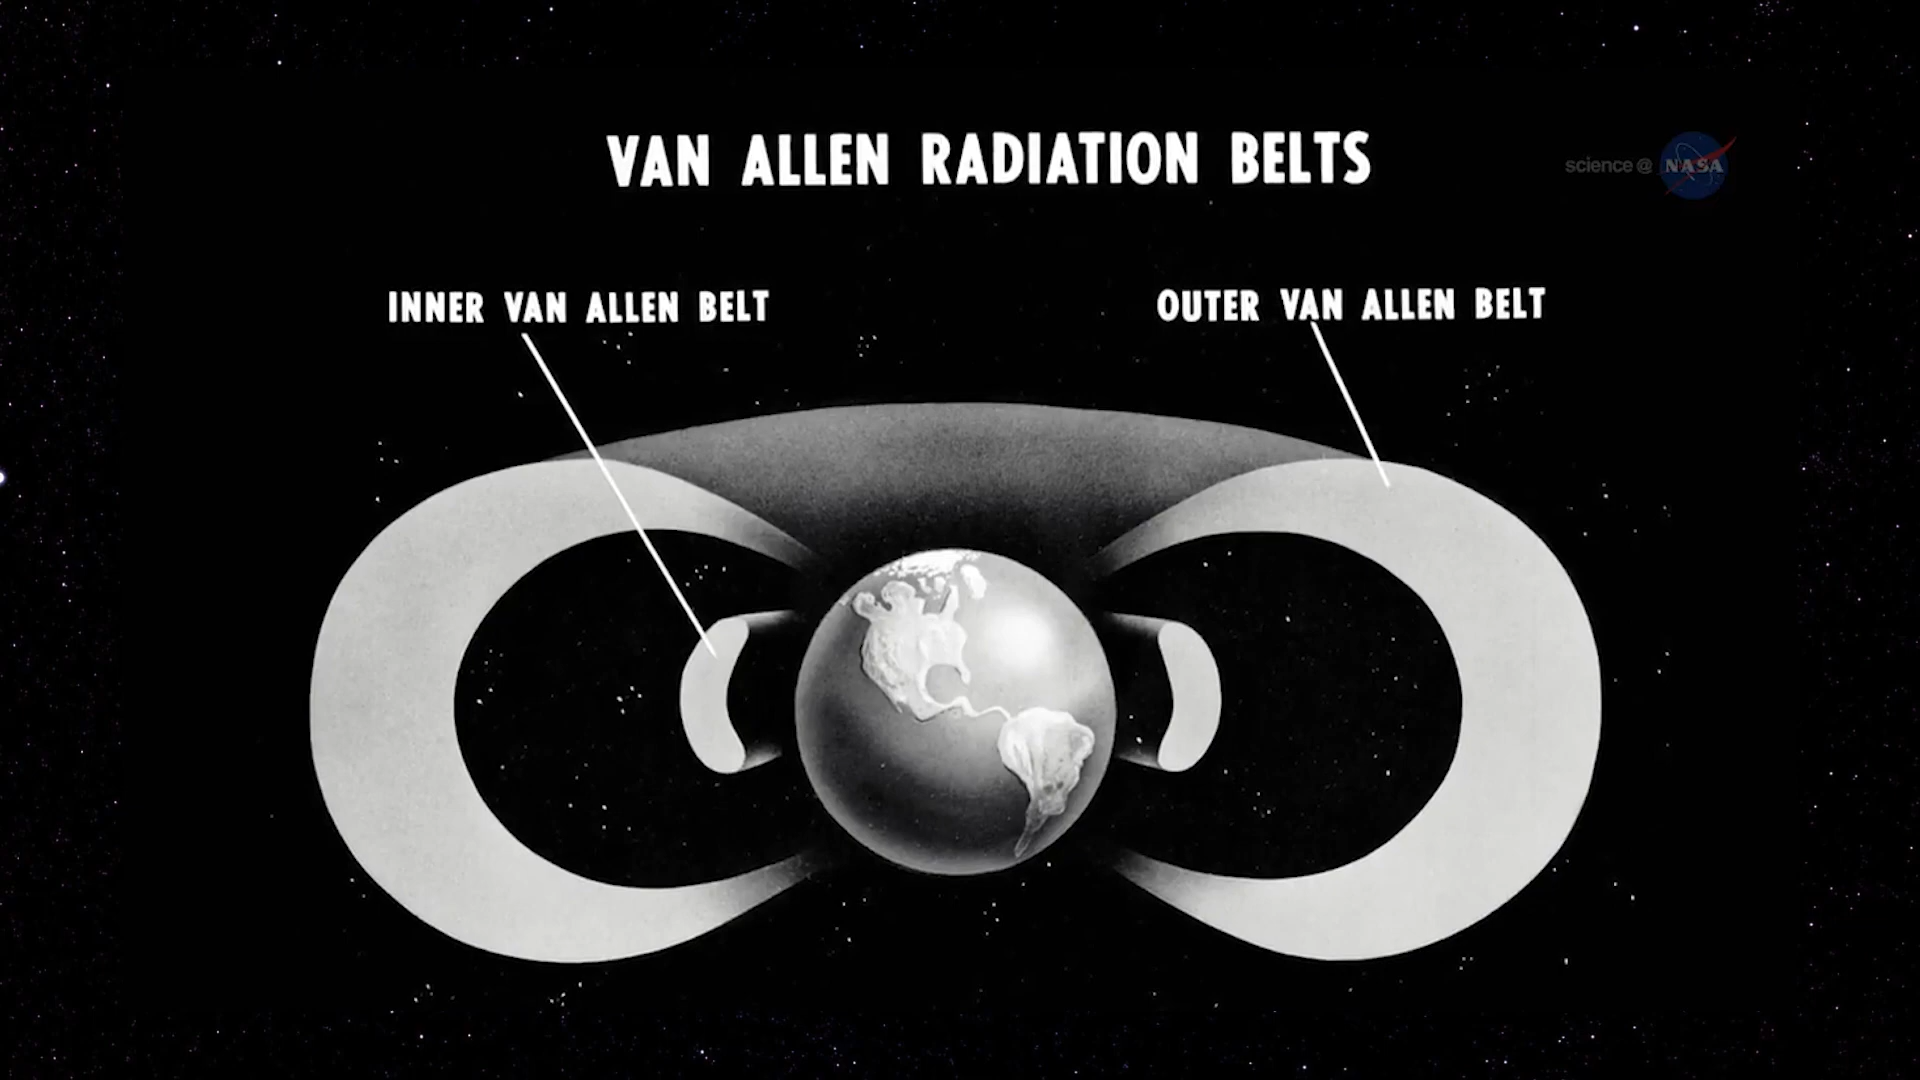 VAN ALLEN RADIATION BELTS
science@ NASA
INNER VAN ALLEN BELT
OUTER VAN ALLEN BELT